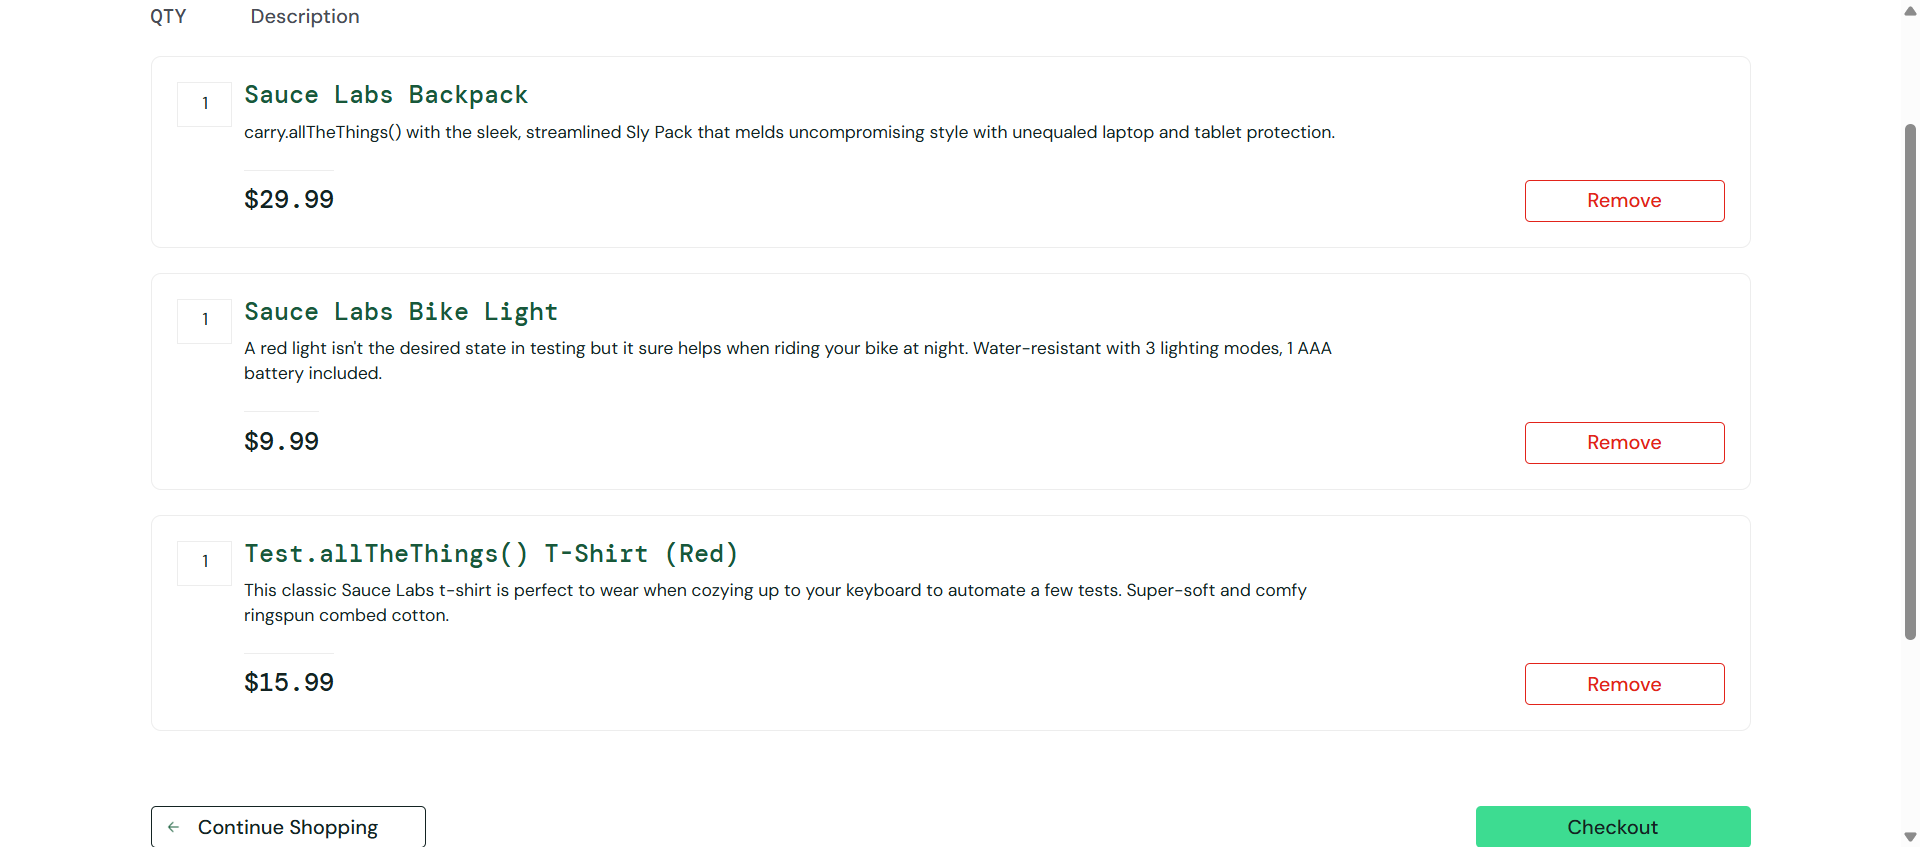 QTY Description
1 Sauce Labs Backpack
carry.allTheThings() with the sleek, streamlined Sly Pack that melds uncompromising style with unequaled laptop and tablet protection.
$29.99 Remove
1 Sauce Labs Bike Light
A red light isn't the desired state in testing but it sure helps when riding your bike at night. Water-resistant with 3 lighting modes, 1 AAA
battery included.
$9.99 Remove
1 Test.allTheThings() T-Shirt (Red)
This classic Sauce Labs t-shirt is perfect to wear when cozying up to your keyboard to automate a few tests. Super-soft and comfy
ringspun combed cotton.
$15.99 Remove
Continue Shopping Checkout